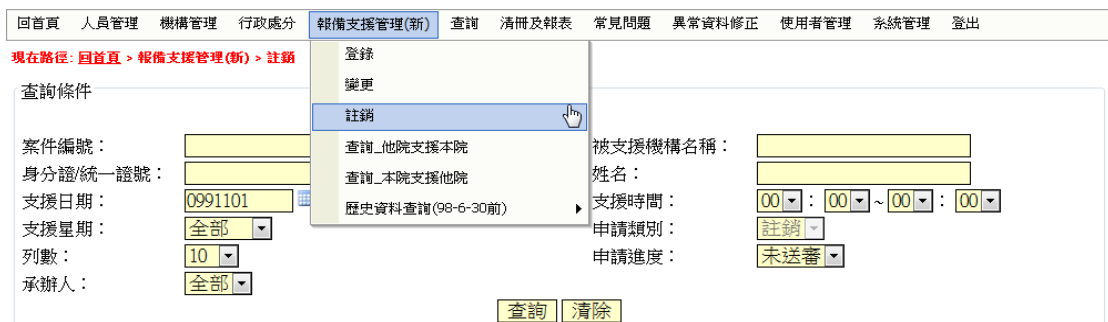 回首頁 人員管理 機構管理 行政處分 報備支援管理(新) 查詢 清冊及報表 常見問題 異常資料修正 使用者管理 系統管理 登出
現在路徑: 回首頁 > 報備支援管理(新) > 註銷
登錄
變更
註銷
查詢_他院支援本院
查詢_本院支援他院
歷史資料查詢(98-6-30前)
查詢條件
案件編號： 被支援機構名稱：
身分證/統一證號： 姓名：
支援日期： 0991101 支援時間： 00 : 00 ~ 00 : 00
支援星期： 全部 申請類別： 註銷
列數： 10 申請進度： 未送審
承辦人： 全部
查詢 清除